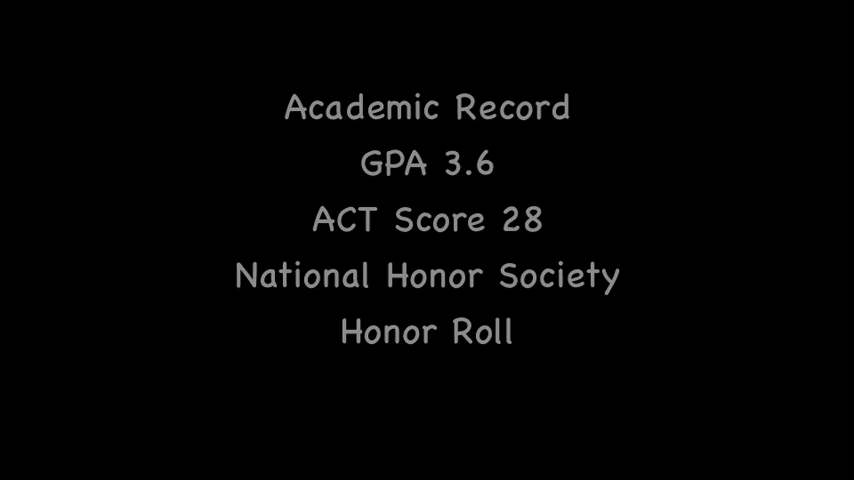 Academic Record
GPA 3.6
ACT Score 28
National Honor Society
Honor Roll